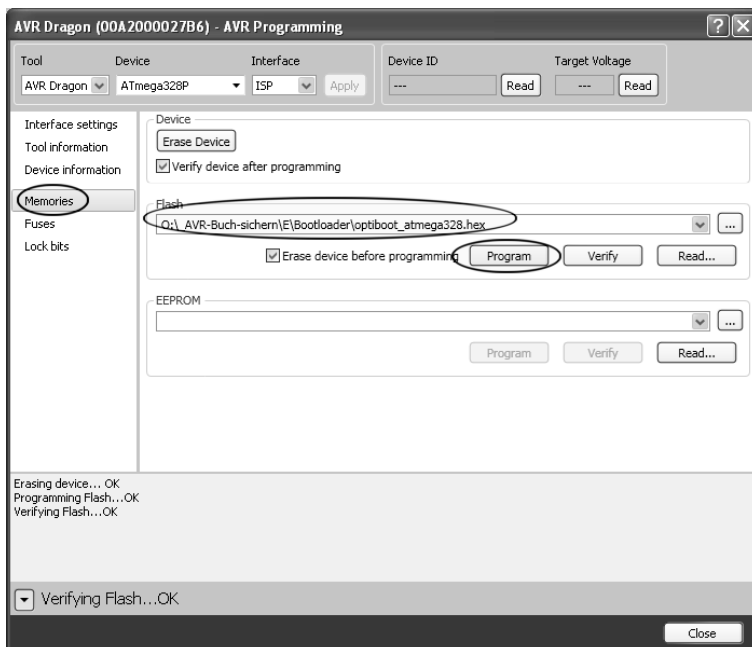 AVR Dragon (00A2000027B6) - AVR Programming
Tool Device Interface Device ID Target Voltage
AVR Dragon ATmega328P ISP Apply --- Read --- Read
Interface settings
Tool information
Device information
Memories
Fuses
Lock bits
Device
Erase Device
Verify device after programming
Flash
O:\_AVR-Buch-sichern\E\Bootloader\optiboot_atmega328.hex ...
Erase device before programming Program Verify Read...
EEPROM
...
Program Verify Read...
Erasing device... OK
Programming Flash...OK
Verifying Flash...OK
Verifying Flash...OK
Close